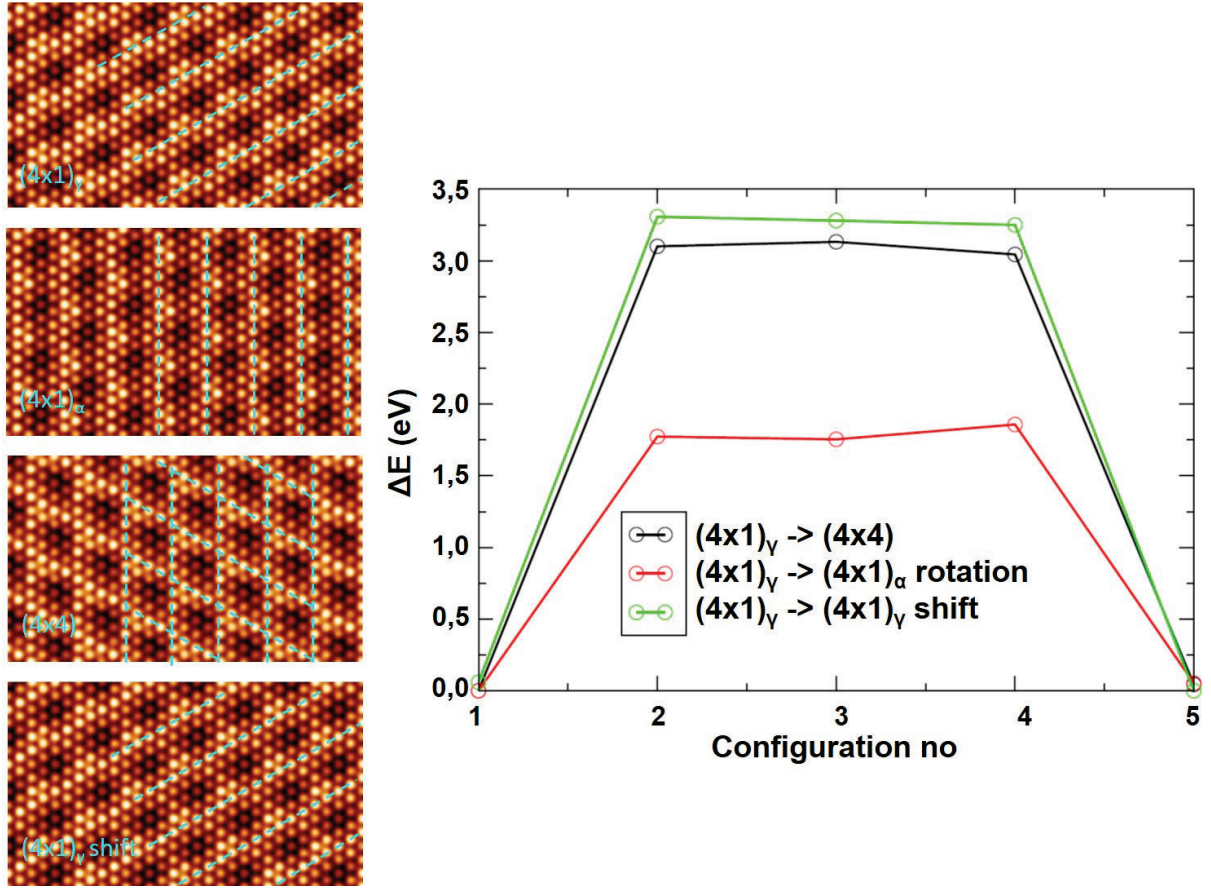 (4x1)γ
(4x1)α
(4x4)
(4x1)γ shift
3,5
3,0
2,5
2,0
1,5
1,0
0,5
0,0
ΔE (eV)
(4x1)γ -> (4x4)
(4x1)γ -> (4x1)α rotation
(4x1)γ -> (4x1)γ shift
1 2 3 4 5
Configuration no